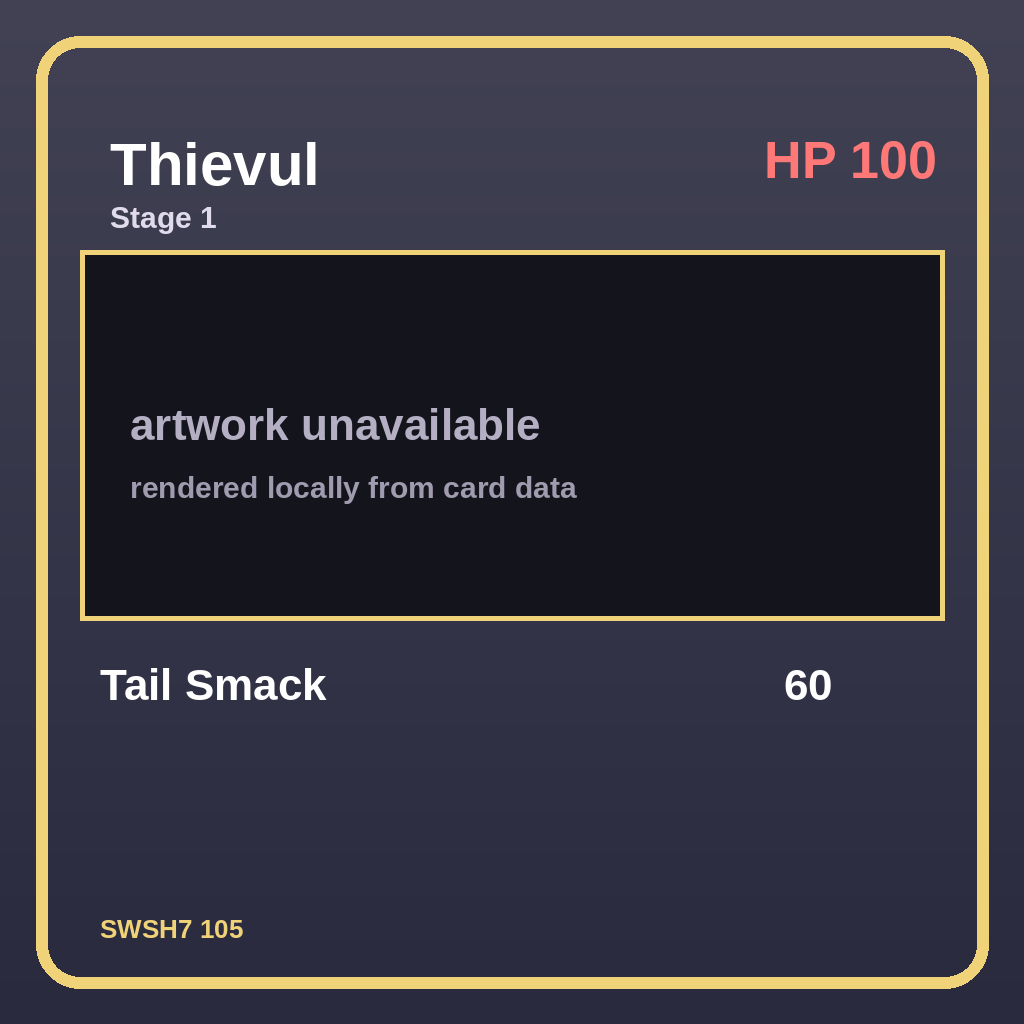 Thievul
HP 100
Stage 1
artwork unavailable
rendered locally from card data
Tail Smack
60
SWSH7 105